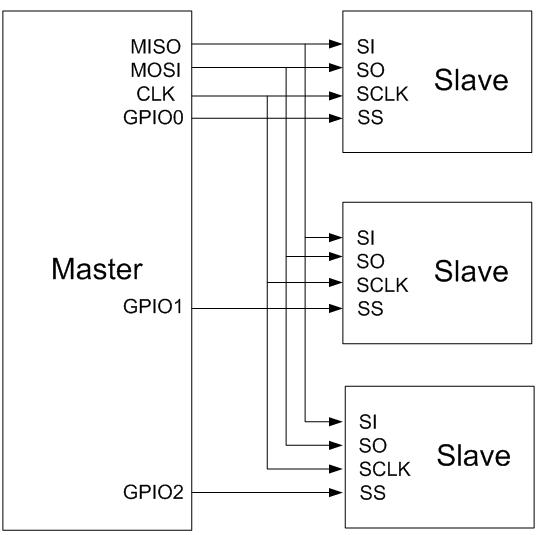 MISO
MOSI
CLK
GPIO0
Master
GPIO1
GPIO2
SI
SO
SCLK
SS
Slave
SI
SO
SCLK
SS
Slave
SI
SO
SCLK
SS
Slave